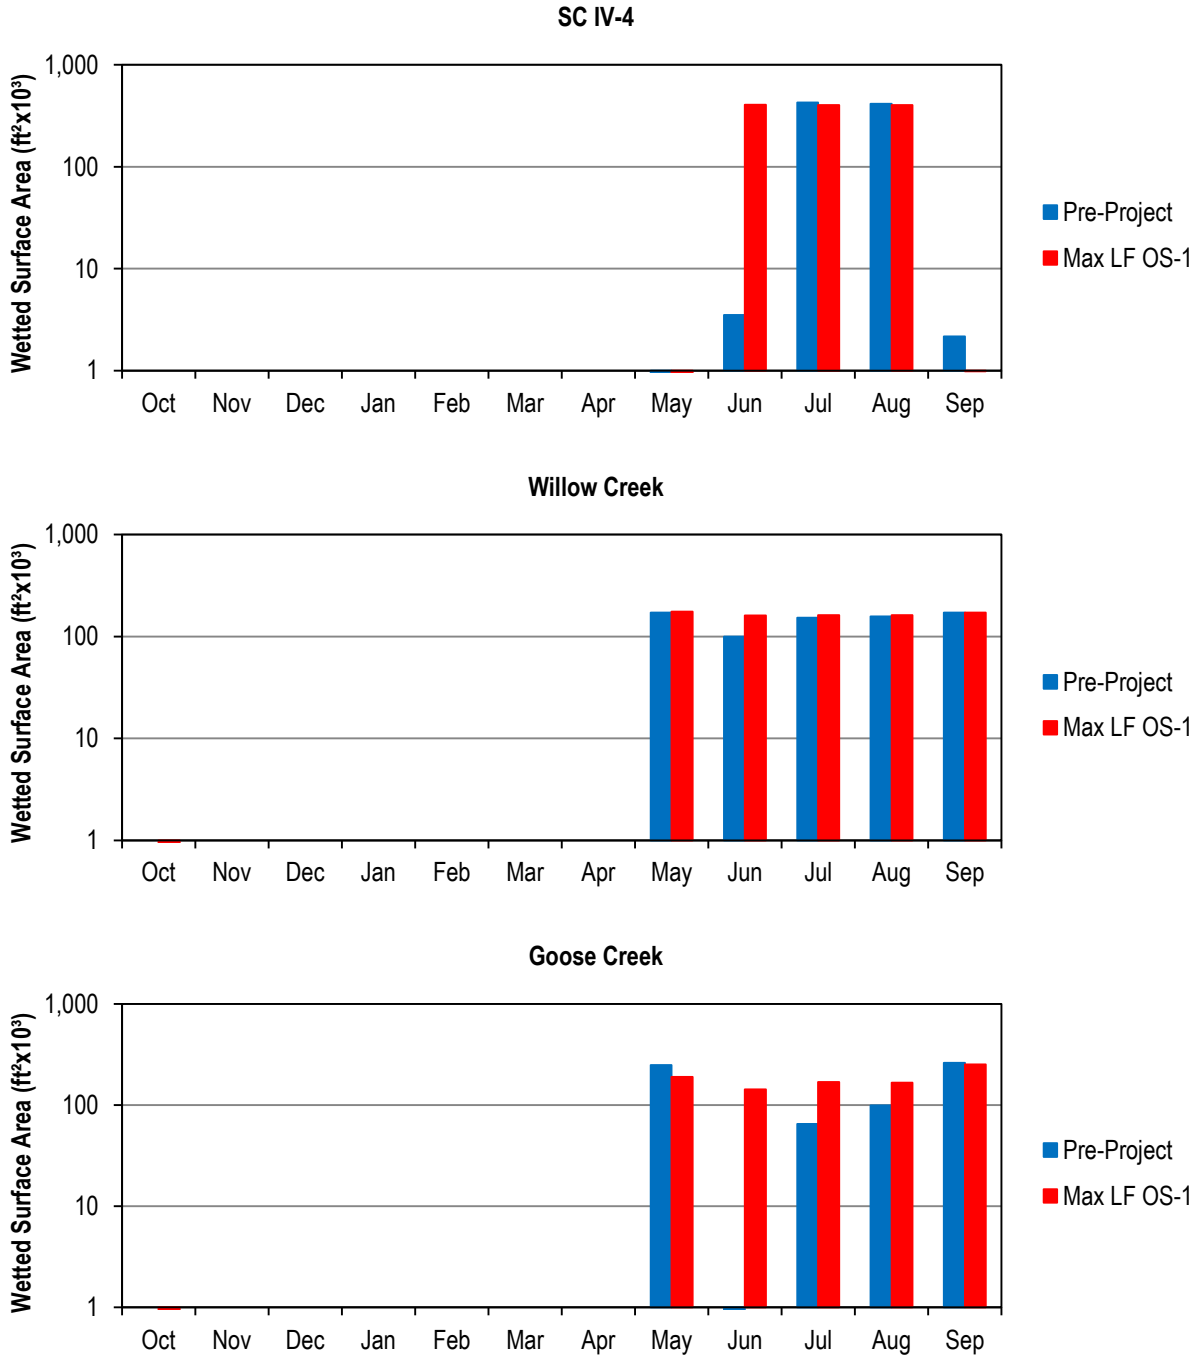 SC IV-4
Wetted Surface Area (ft²x10³)
1,000
100
10
1
Oct Nov Dec Jan Feb Mar Apr May Jun Jul Aug Sep
Pre-Project
Max LF OS-1
Willow Creek
Wetted Surface Area (ft²x10³)
1,000
100
10
1
Oct Nov Dec Jan Feb Mar Apr May Jun Jul Aug Sep
Pre-Project
Max LF OS-1
Goose Creek
Wetted Surface Area (ft²x10³)
1,000
100
10
1
Oct Nov Dec Jan Feb Mar Apr May Jun Jul Aug Sep
Pre-Project
Max LF OS-1